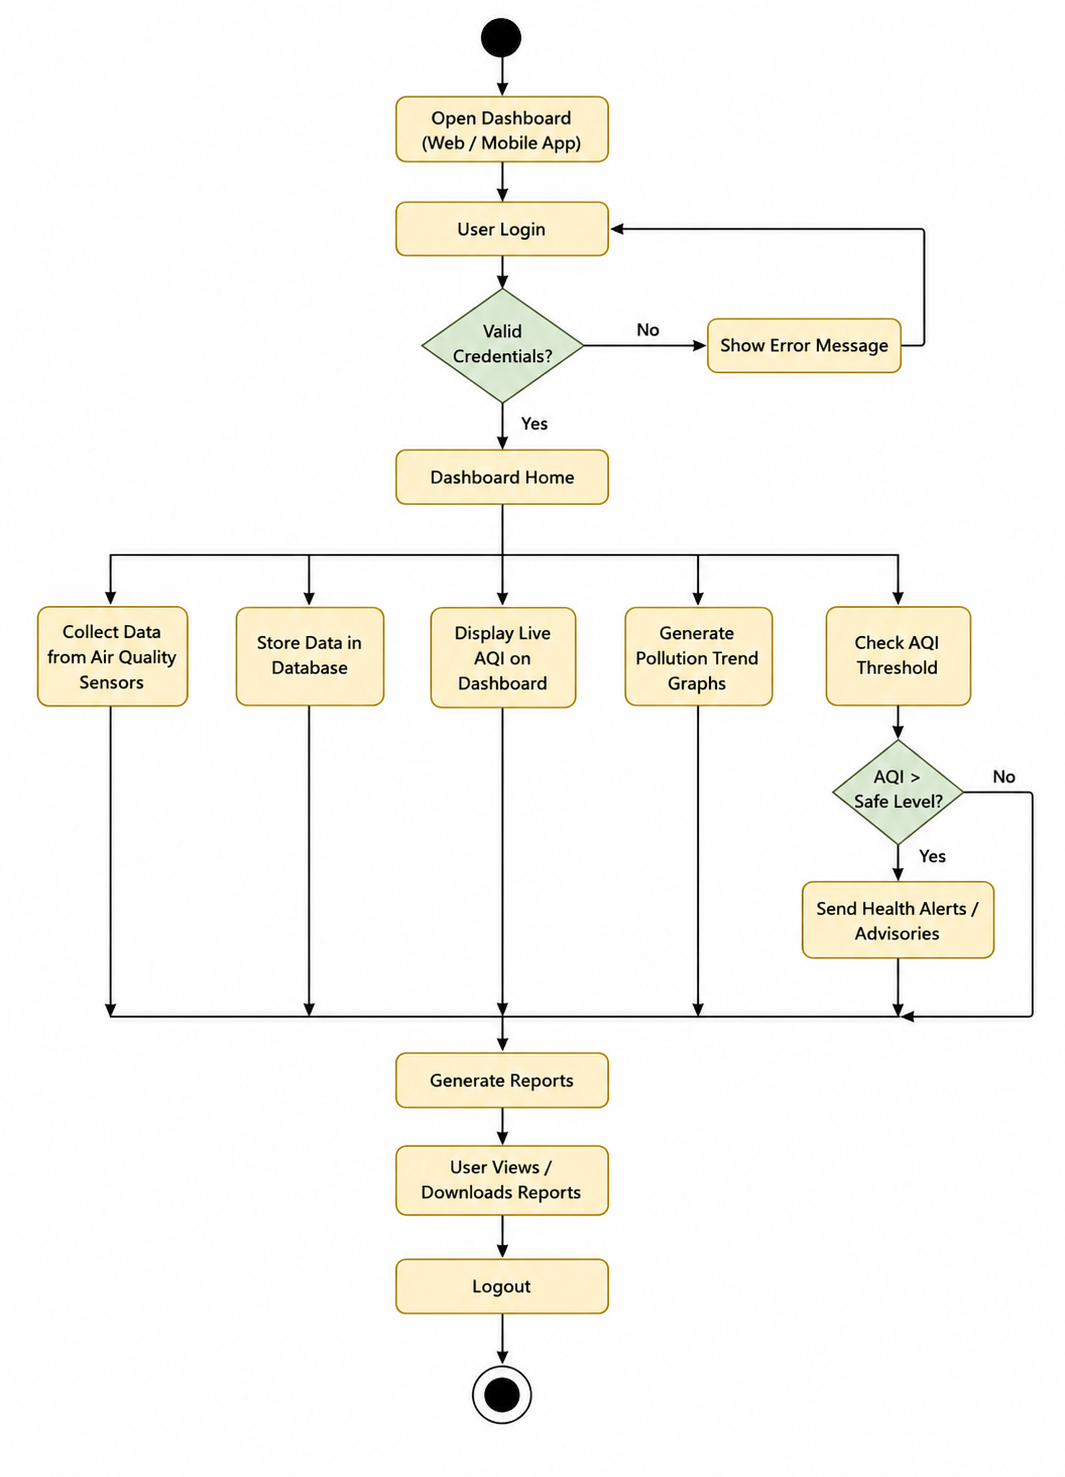 Open Dashboard
(Web / Mobile App)
User Login
Valid
Credentials?
No
Show Error Message
Yes
Dashboard Home
Collect Data
from Air Quality
Sensors
Store Data in
Database
Display Live
AQI on
Dashboard
Generate
Pollution Trend
Graphs
Check AQI
Threshold
AQI >
Safe Level?
No
Yes
Send Health Alerts /
Advisories
Generate Reports
User Views /
Downloads Reports
Logout